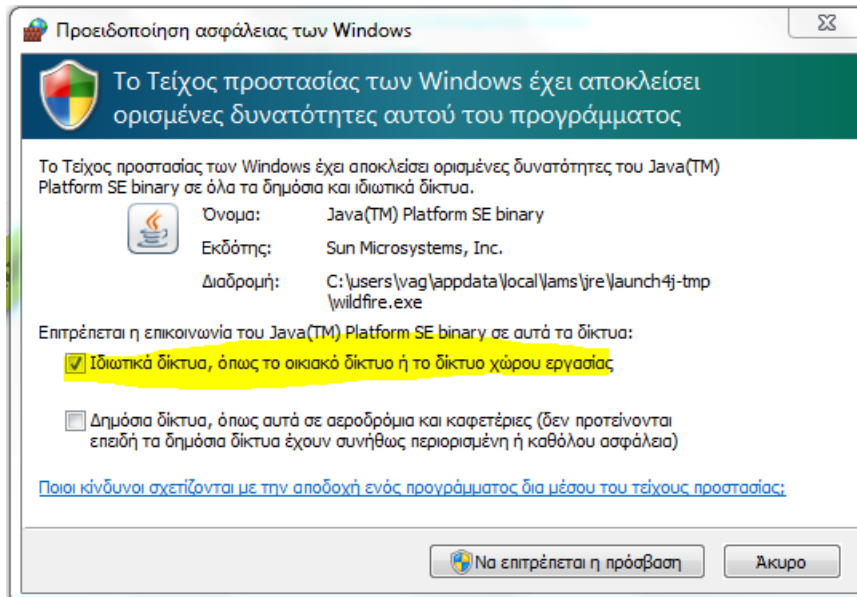 Προειδοποίηση ασφάλειας των Windows
Το Τείχος προστασίας των Windows έχει αποκλείσει
ορισμένες δυνατότητες αυτού του προγράμματος
Το Τείχος προστασίας των Windows έχει αποκλείσει ορισμένες δυνατότητες του Java(TM)
Platform SE binary σε όλα τα δημόσια και ιδιωτικά δίκτυα.
Όνομα: Java(TM) Platform SE binary
Εκδότης: Sun Microsystems, Inc.
Διαδρομή: C:\users\vag\appdata\local\lams\jre\launch4j-tmp
\wildfire.exe
Επιτρέπεται η επικοινωνία του Java(TM) Platform SE binary σε αυτά τα δίκτυα:
Ιδιωτικά δίκτυα, όπως το οικιακό δίκτυο ή το δίκτυο χώρου εργασίας
Δημόσια δίκτυα, όπως αυτά σε αεροδρόμια και καφετέριες (δεν προτείνονται
επειδή τα δημόσια δίκτυα έχουν συνήθως περιορισμένη ή καθόλου ασφάλεια)
Ποιοι κίνδυνοι σχετίζονται με την αποδοχή ενός προγράμματος δια μέσου του τείχους προστασίας;
Να επιτρέπεται η πρόσβαση Άκυρο